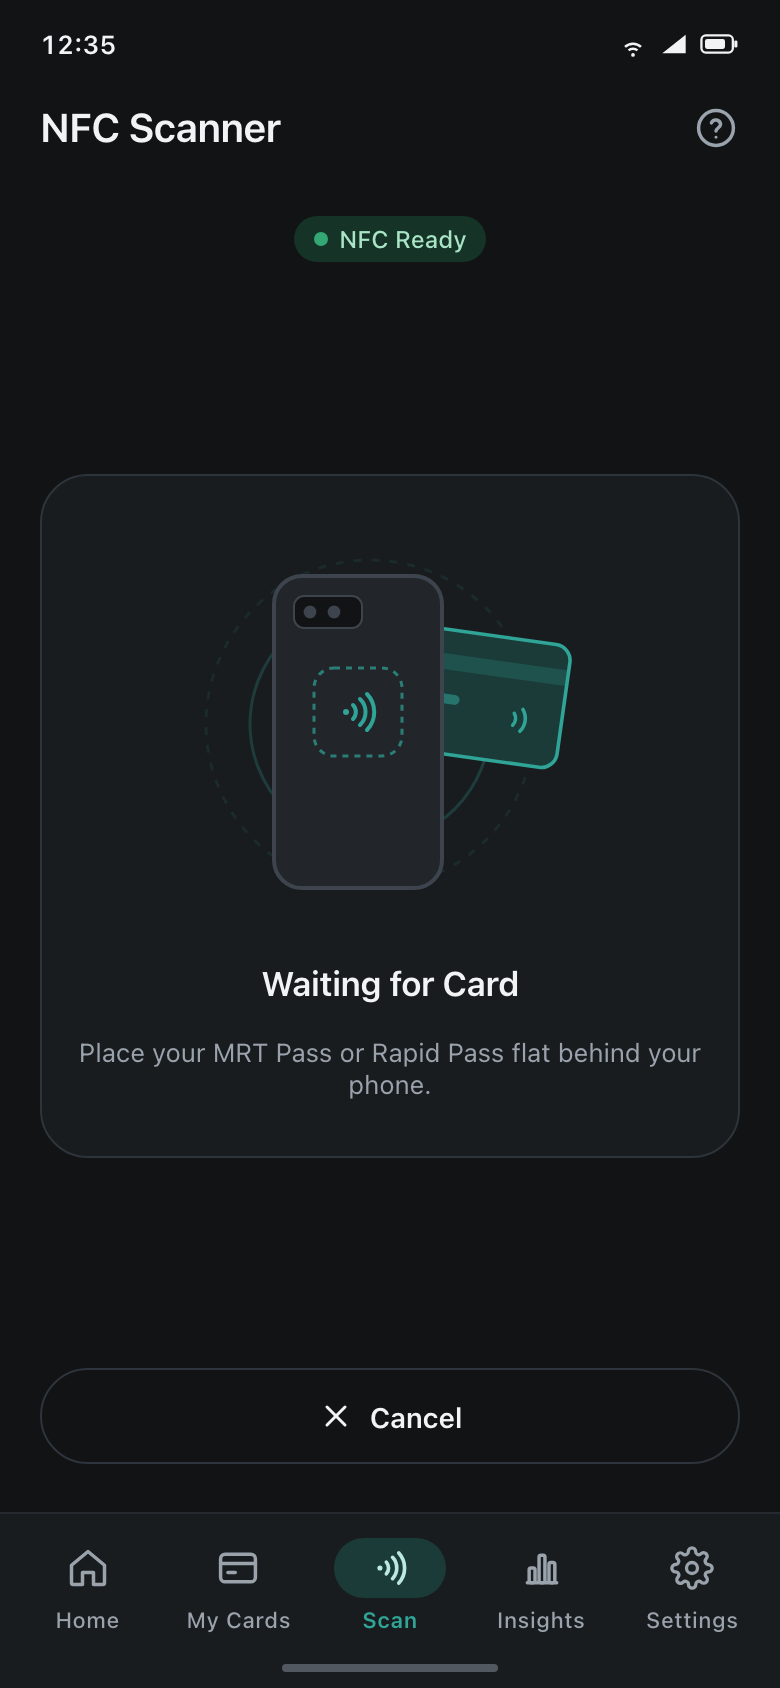 12:35
NFC Scanner
NFC Ready
Waiting for Card
Place your MRT Pass or Rapid Pass flat behind your
phone.
Cancel
Home
My Cards
Scan
Insights
Settings